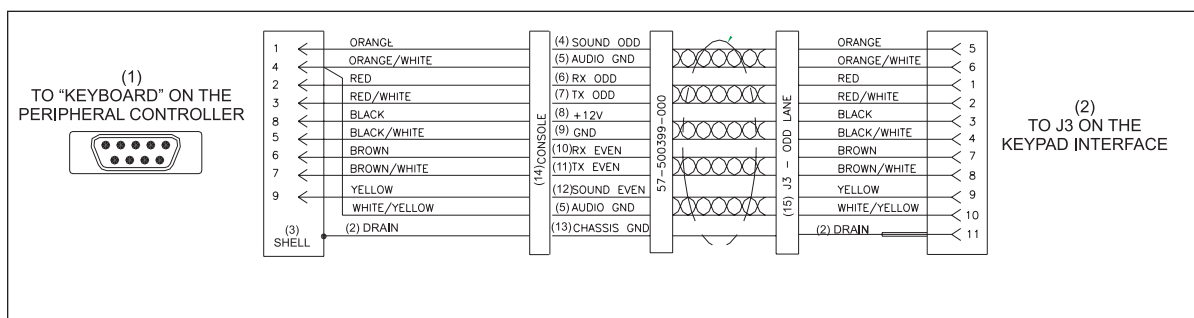 (1)
TO "KEYBOARD" ON THE
PERIPHERAL CONTROLLER
1
4
2
3
8
5
6
7
9
(3)
SHELL
ORANGE
ORANGE/WHITE
RED
RED/WHITE
BLACK
BLACK/WHITE
BROWN
BROWN/WHITE
YELLOW
WHITE/YELLOW
(2) DRAIN
(14)CONSOLE
(4) SOUND ODD
(5) AUDIO GND
(6) RX ODD
(7) TX ODD
(8) +12V
(9) GND
(10)RX EVEN
(11)TX EVEN
(12)SOUND EVEN
(5) AUDIO GND
(13)CHASSIS GND
57-500399-000
(15) J3 - ODD LANE
ORANGE
ORANGE/WHITE
RED
RED/WHITE
BLACK
BLACK/WHITE
BROWN
BROWN/WHITE
YELLOW
WHITE/YELLOW
(2) DRAIN
5
6
1
2
3
4
7
8
9
10
11
(2)
TO J3 ON THE
KEYPAD INTERFACE